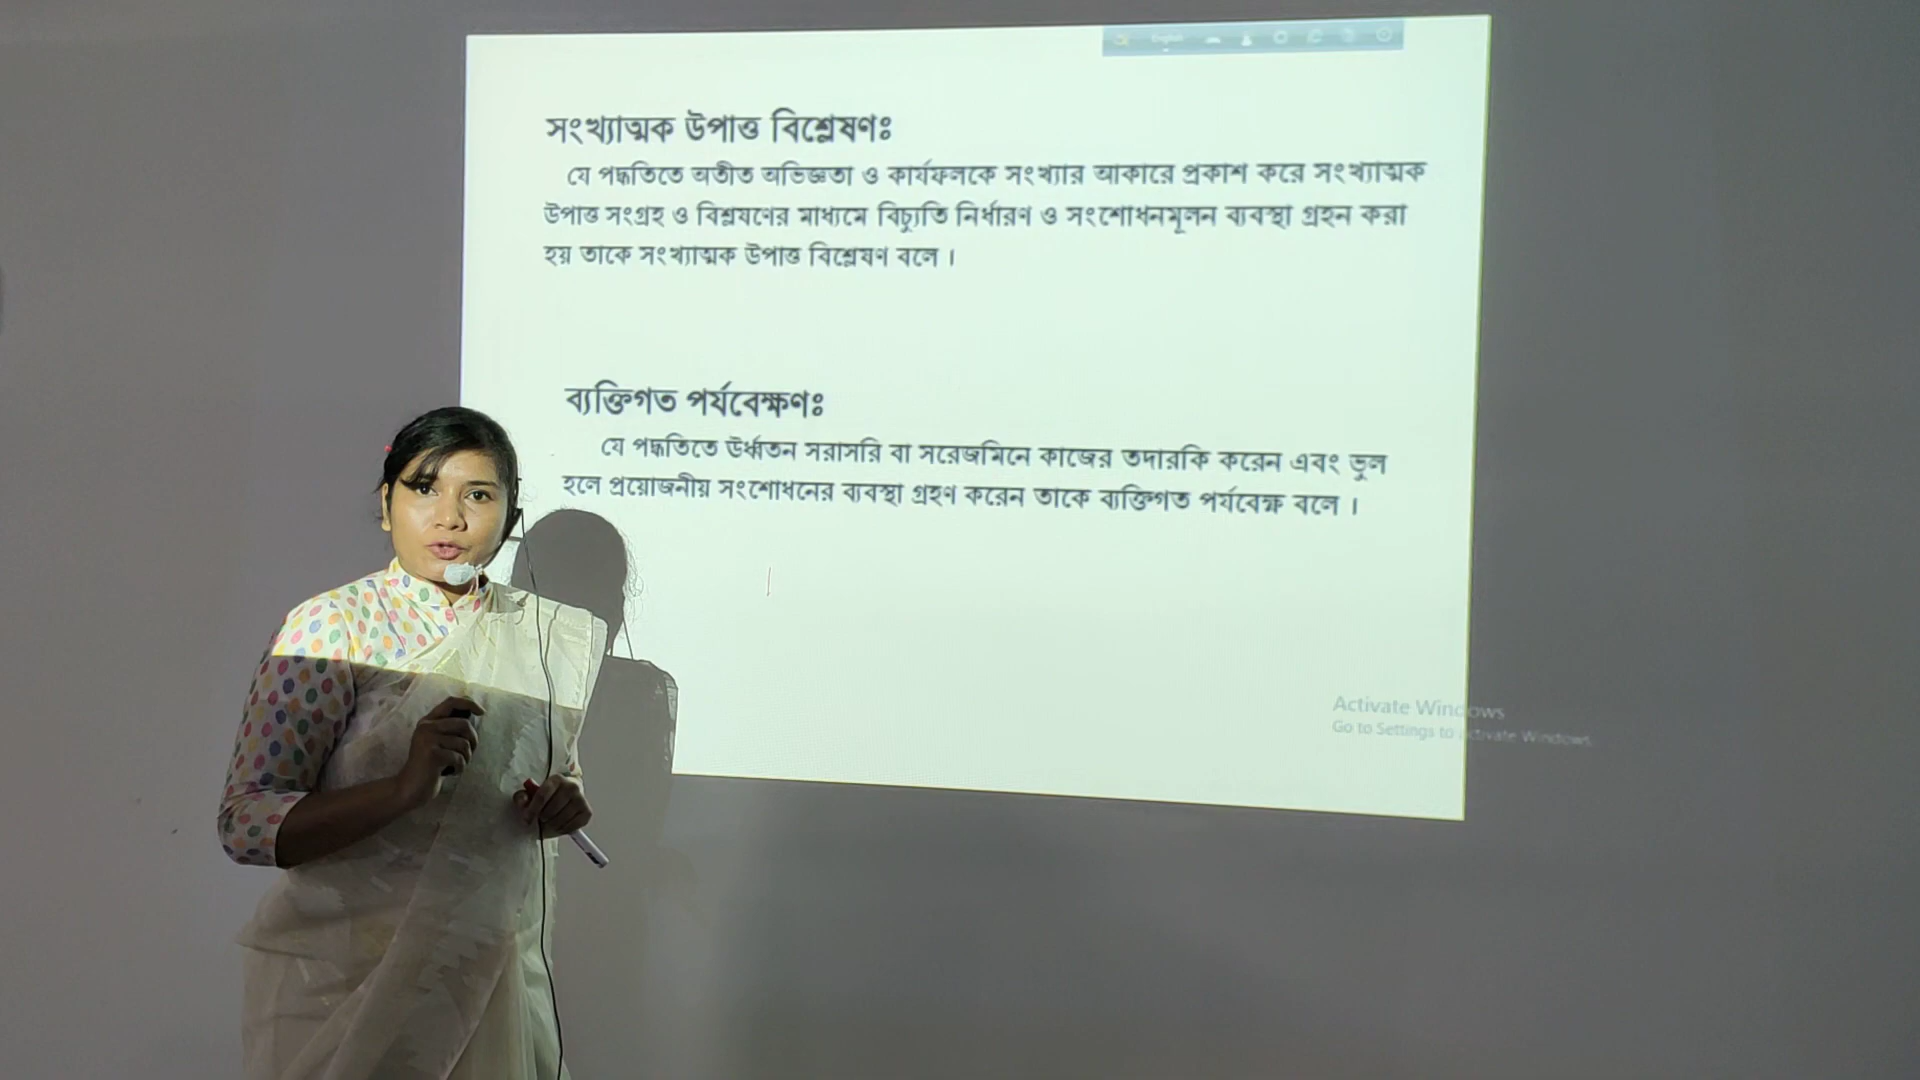 English
সংখ্যাত্মক উপাত্ত বিশ্লেষণঃ
যে পদ্ধতিতে অতীত অভিজ্ঞতা ও কার্যফলকে সংখ্যার আকারে প্রকাশ করে সংখ্যাত্মক
উপাত্ত সংগ্রহ ও বিশ্লষণের মাধ্যমে বিচ্যুতি নির্ধারণ ও সংশোধনমূলন ব্যবস্থা গ্রহন করা
হয় তাকে সংখ্যাত্মক উপাত্ত বিশ্লেষণ বলে ।
ব্যক্তিগত পর্যবেক্ষণঃ
যে পদ্ধতিতে উর্ধ্বতন সরাসরি বা সরেজমিনে কাজের তদারকি করেন এবং ভুল
হলে প্রয়োজনীয় সংশোধনের ব্যবস্থা গ্রহণ করেন তাকে ব্যক্তিগত পর্যবেক্ষ বলে ।
Activate Windows
Go to Settings to activate Windows.